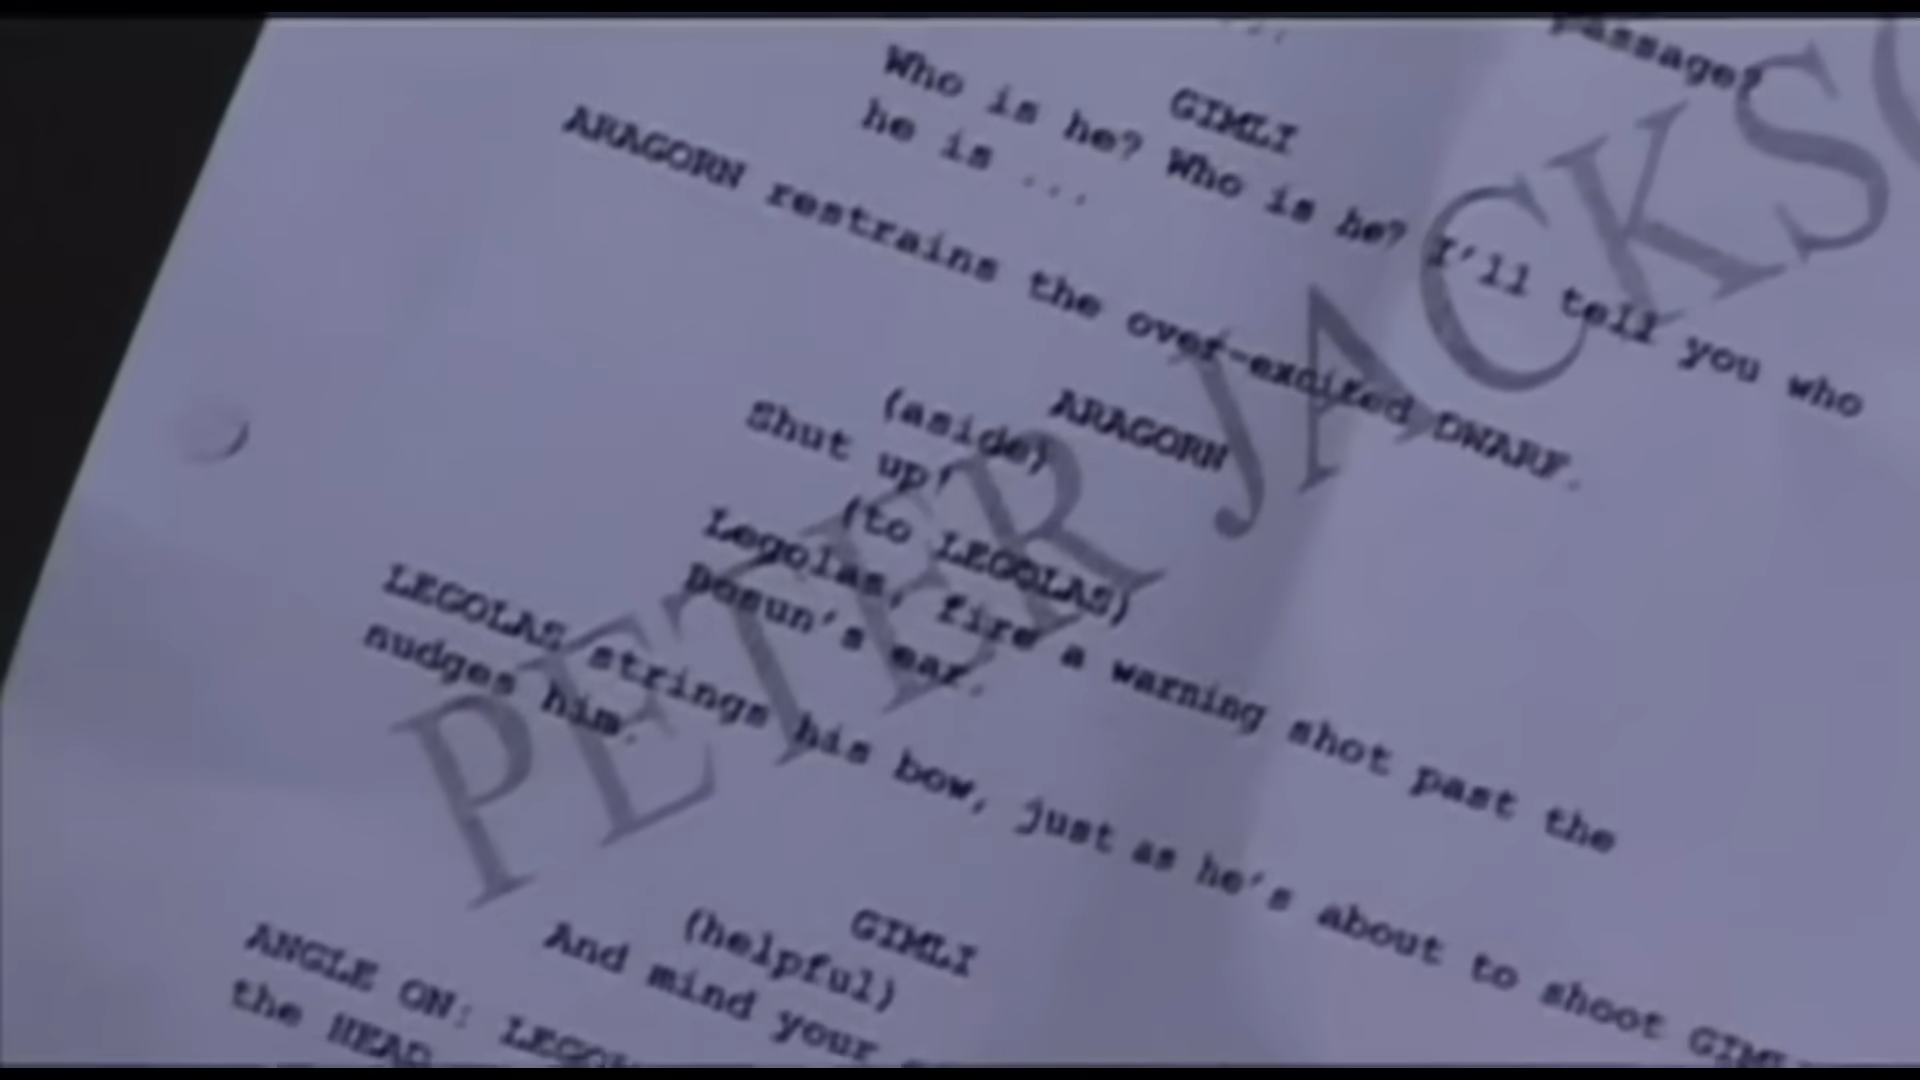 passage?
GIMLI
Who is he? Who is he? I'll tell you who
he is ...
ARAGORN restrains the over-excited DWARF.
ARAGORN
(aside)
Shut up!
(to LEGOLAS)
Legolas, fire a warning shot past the
bosun's ear.
LEGOLAS strings his bow, just as he's about to shoot GIMLI
nudges him.
GIMLI
(helpful)
And mind your
ANGLE ON:
the HEAD
PETER JACKSO